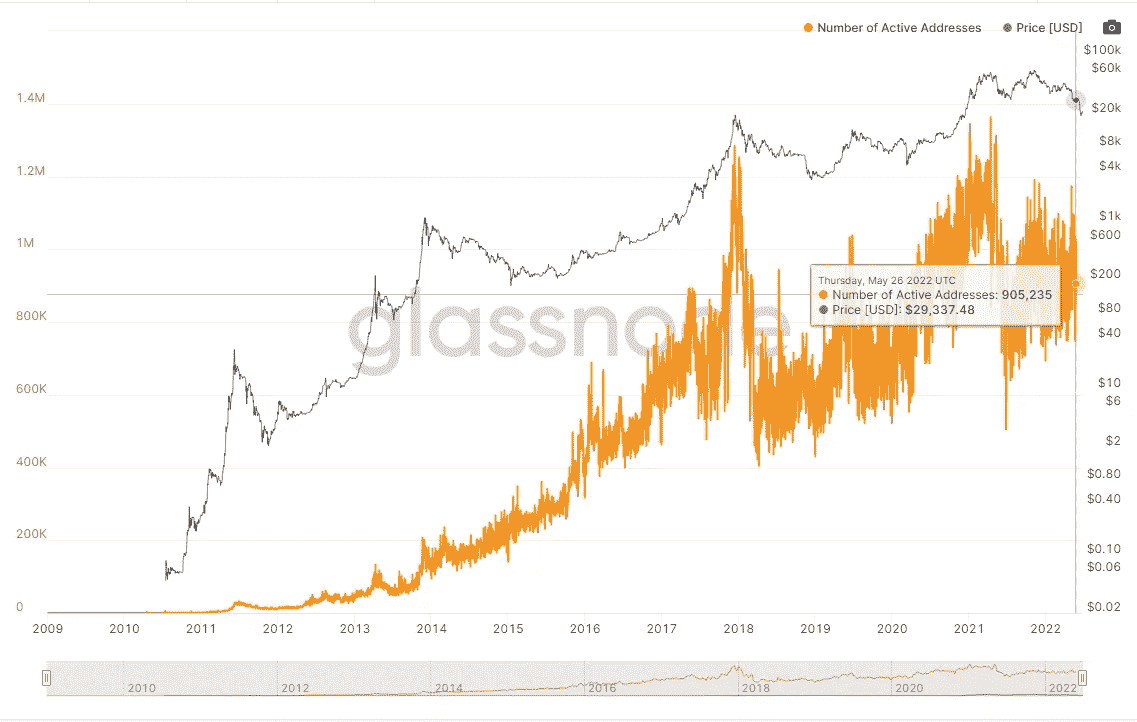 Number of Active Addresses Price [USD]
1.4M
1.2M
1M
800K
600K
400K
200K
0
$100k
$60k
$20k
$8k
$4k
$1k
$600
$200
$80
$40
$10
$6
$2
$0.80
$0.40
$0.10
$0.06
$0.02
glassnode
Thursday, May 26 2022 UTC
Number of Active Addresses: 905,235
Price [USD]: $29,337.48
2009 2010 2011 2012 2013 2014 2015 2016 2017 2018 2019 2020 2021 2022
2010 2012 2014 2016 2018 2020 2022